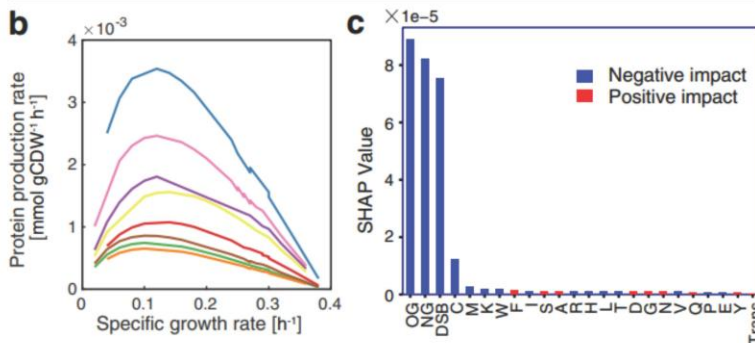 b
×10⁻³
4
3
2
1
0
Protein production rate
[mmol gCDW⁻¹ h⁻¹]
0 0.1 0.2 0.3 0.4
Specific growth rate [h⁻¹]
c
×1e−5
8
6
4
2
0
SHAP Value
Negative impact
Positive impact
OG NG DSB C M K W F I S A R H L T D G N V Q P E Y